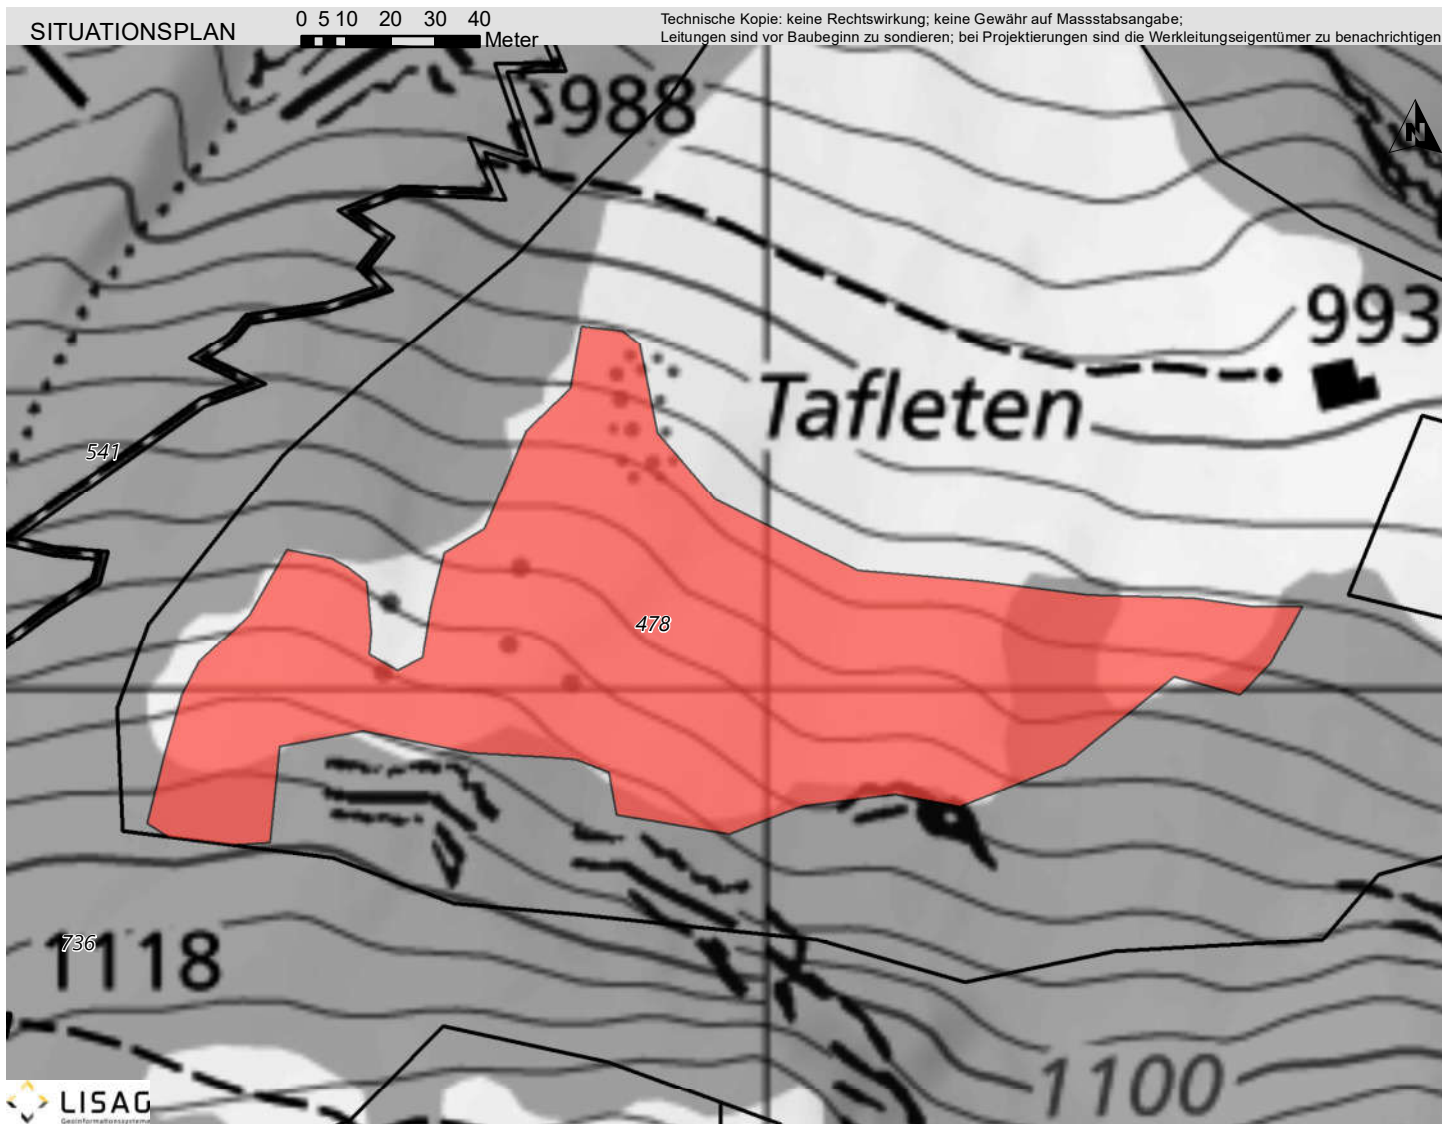 SITUATIONSPLAN
0 5 10 20 30 40
Meter
Technische Kopie: keine Rechtswirkung; keine Gewähr auf Massstabsangabe;
Leitungen sind vor Baubeginn zu sondieren; bei Projektierungen sind die Werkleitungseigentümer zu benachrichtigen
988
N
993
Tafleten
541
478
736
1118
1100
LISAG
Geoinformationssysteme